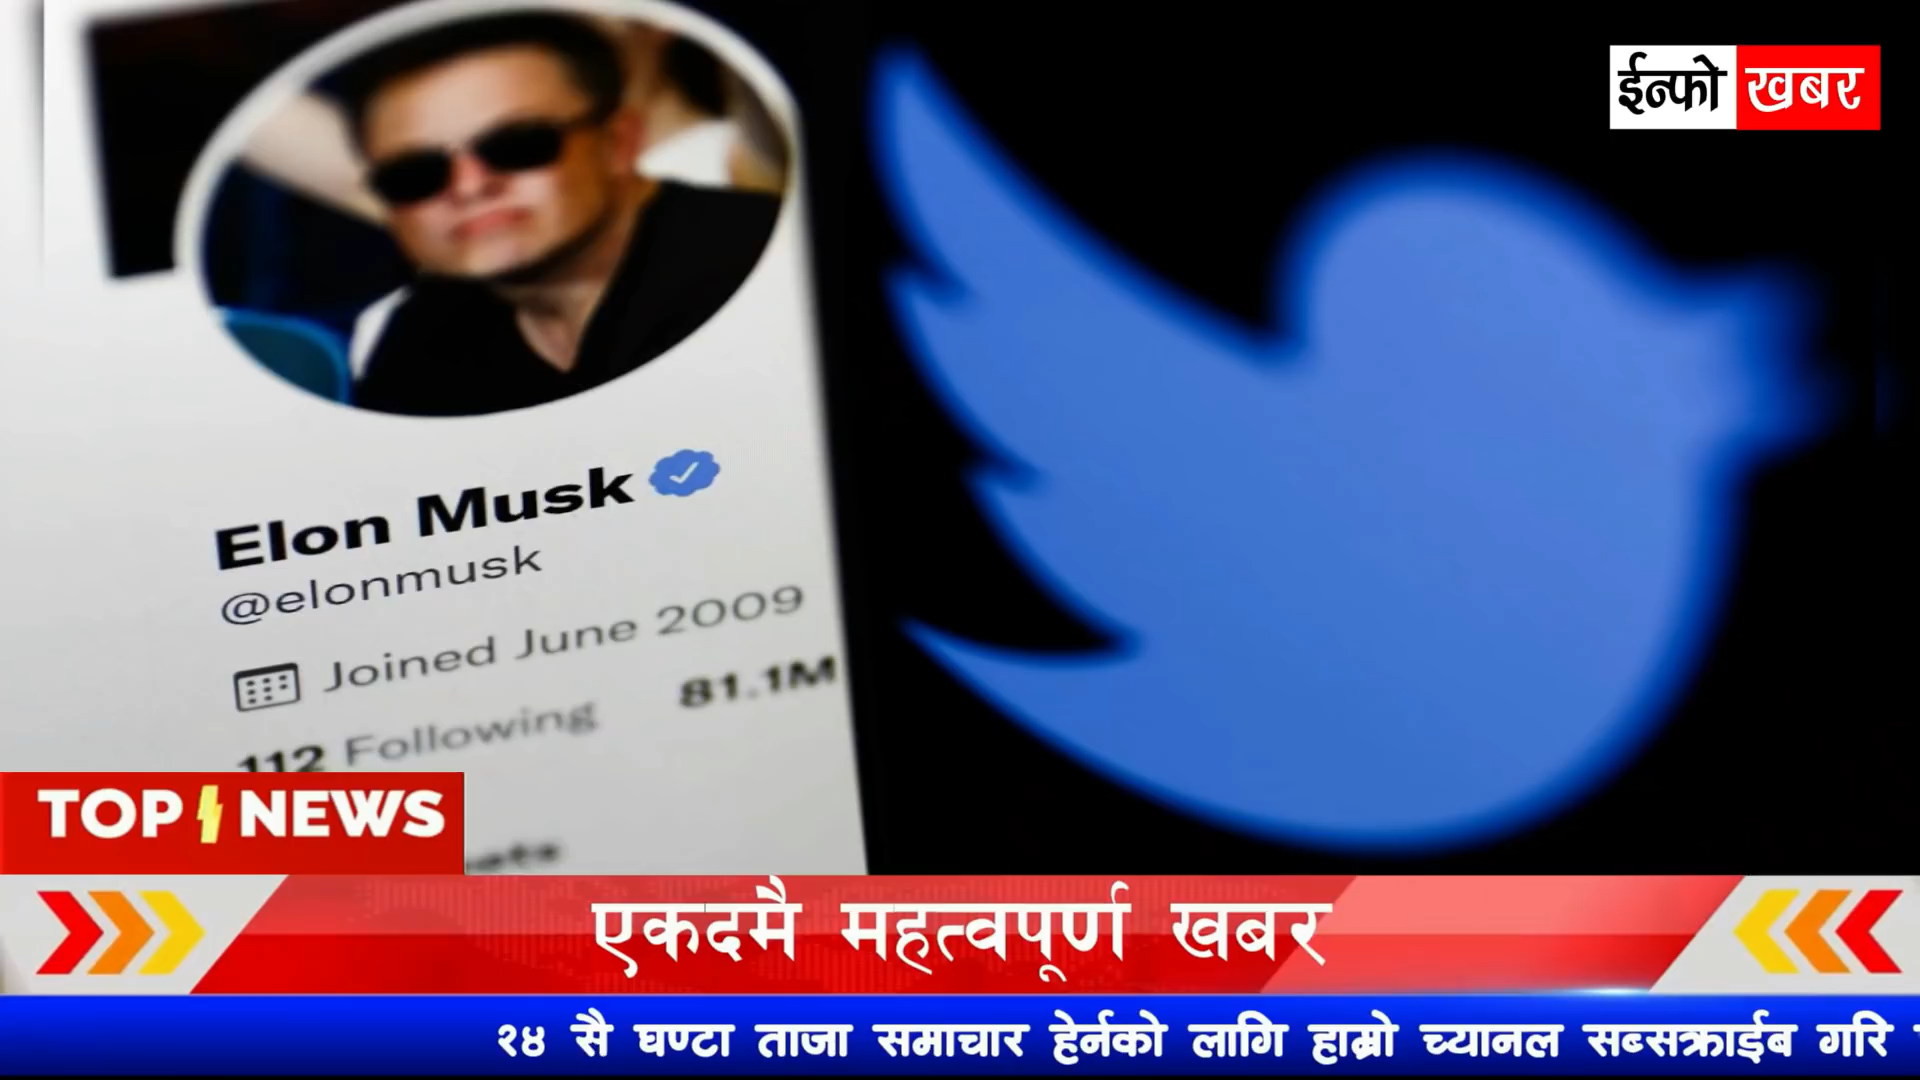 ईन्फो खबर
Elon Musk
@elonmusk
Joined June 2009
112 Following 81.1M
TOP NEWS
एकदमै महत्वपूर्ण खबर
२४ सै घण्टा ताजा समाचार हेर्नको लागि हाम्रो च्यानल सब्सक्राईब गरि